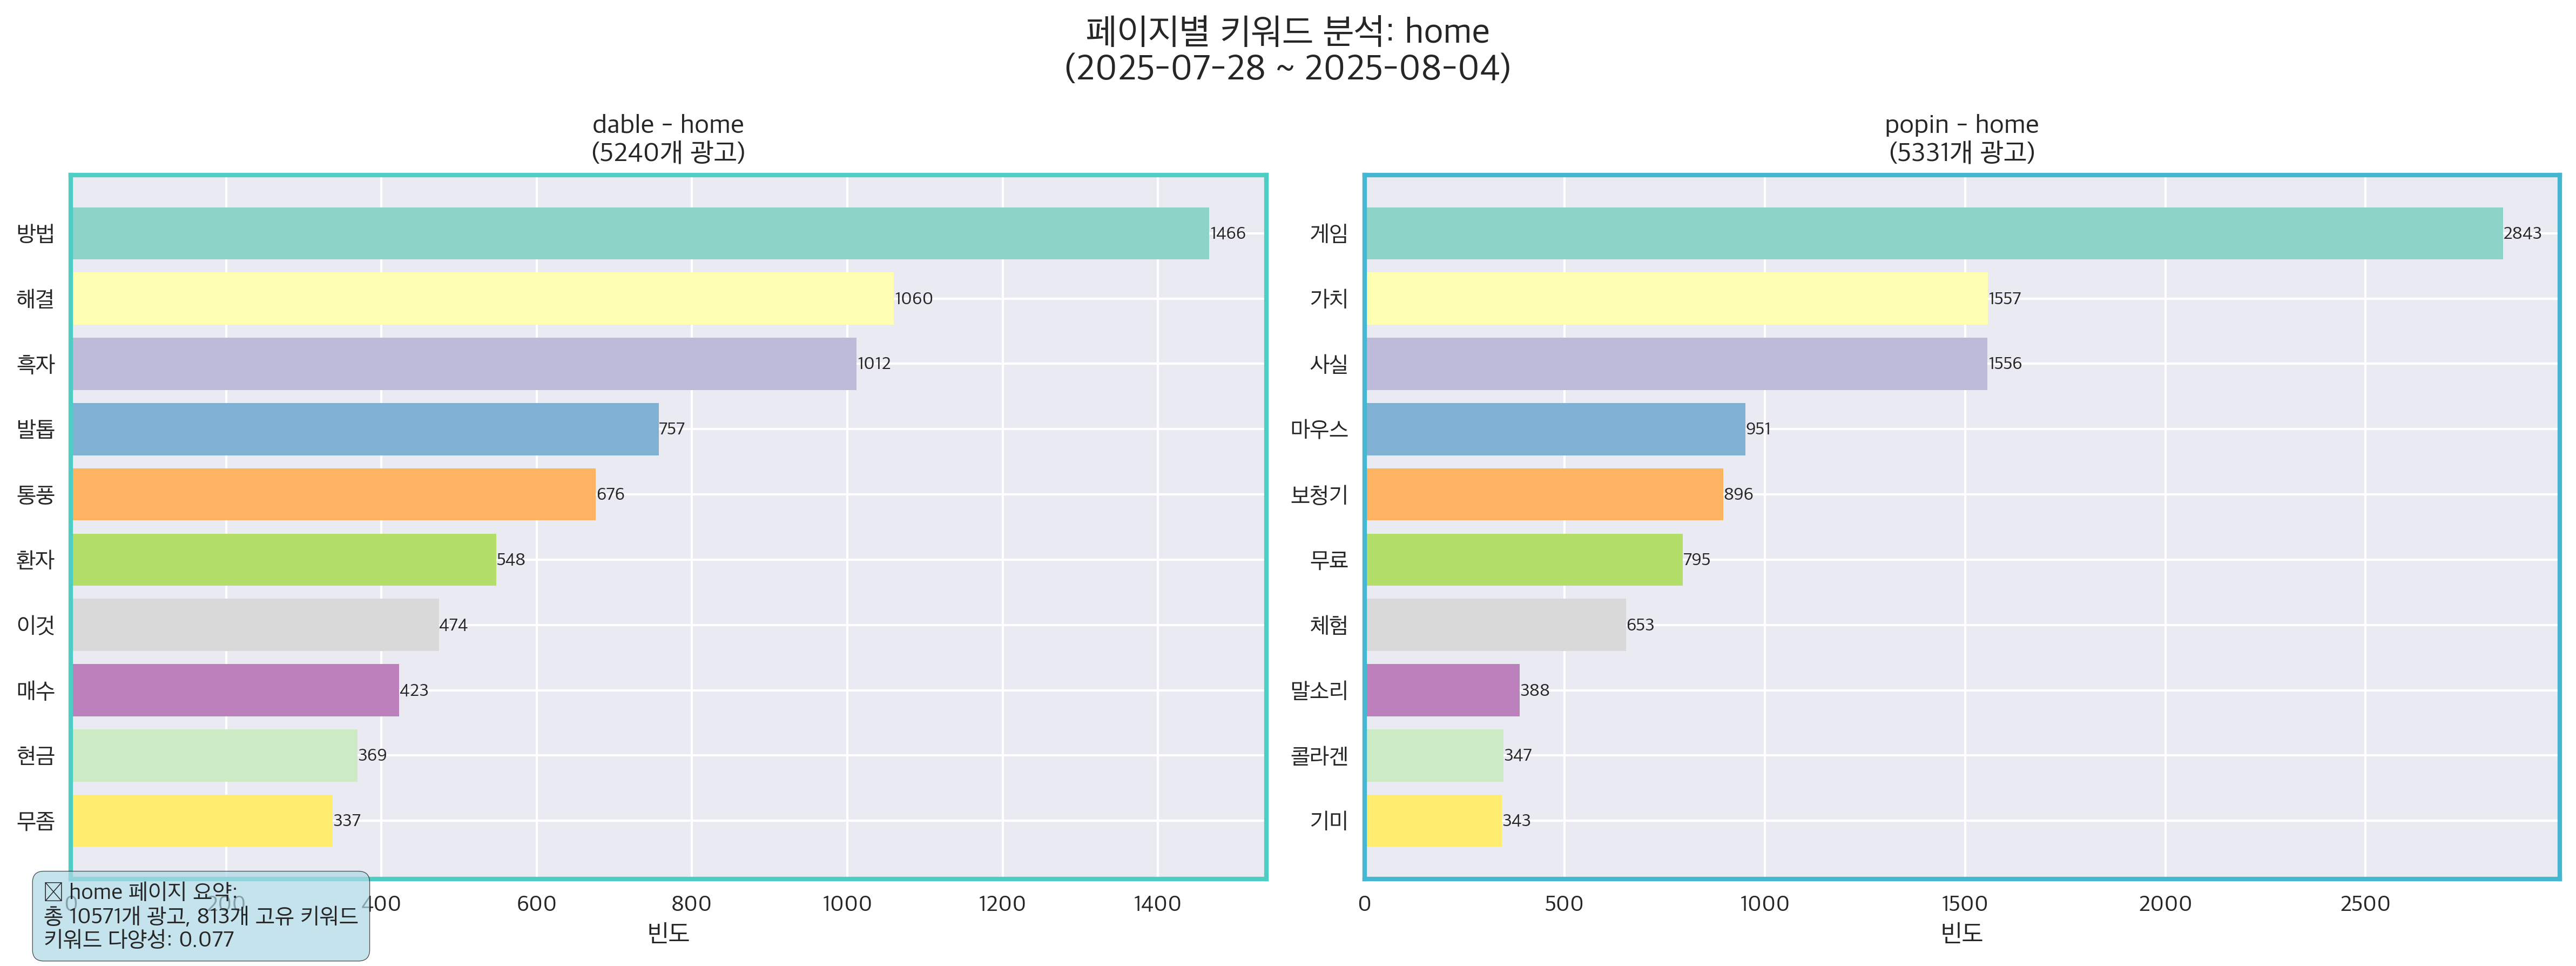 페이지별 키워드 분석: home
(2025-07-28 ~ 2025-08-04)
dable - home
(5240개 광고)
방법 1466
해결 1060
흑자 1012
발톱 757
통풍 676
환자 548
이것 474
매수 423
현금 369
무좀 337
0 200 400 600 800 1000 1200 1400
빈도
popin - home
(5331개 광고)
게임 2843
가치 1557
사실 1556
마우스 951
보청기 896
무료 795
체험 653
말소리 388
콜라겐 347
기미 343
0 500 1000 1500 2000 2500
빈도
home 페이지 요약:
총 10571개 광고, 813개 고유 키워드
키워드 다양성: 0.077